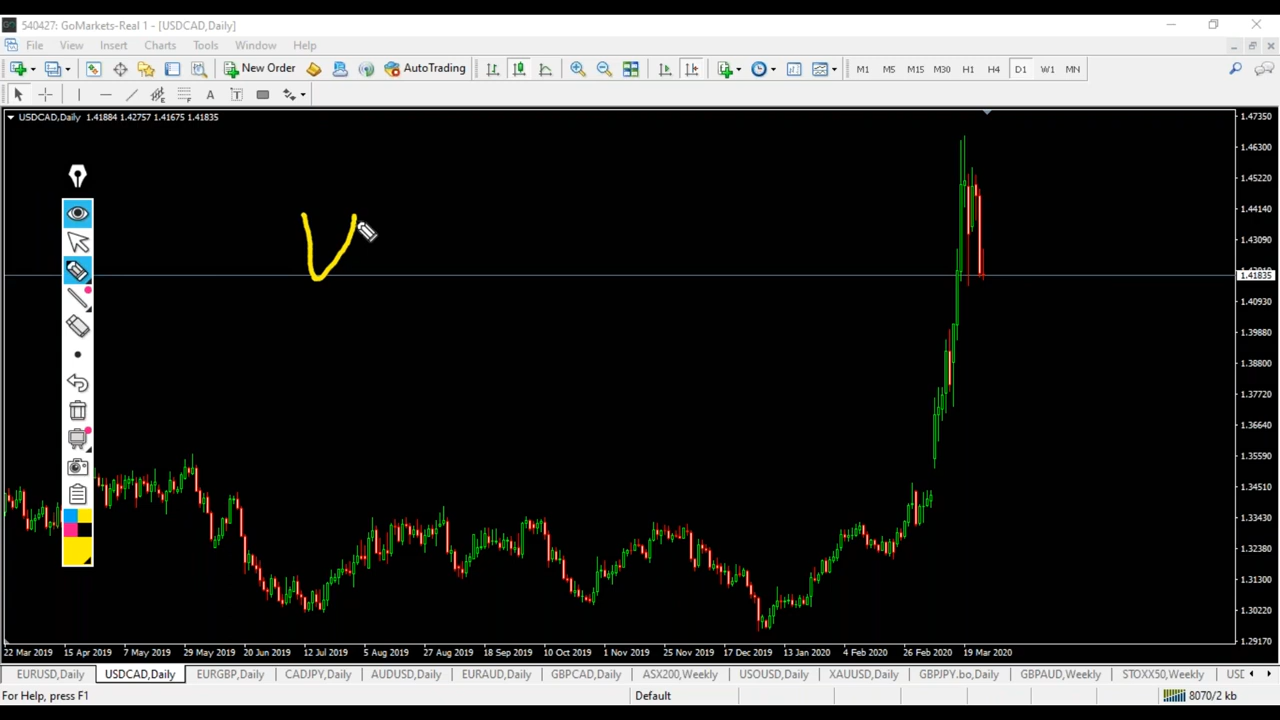 540427: GoMarkets-Real 1 - [USDCAD,Daily]
File View Insert Charts Tools Window Help
New Order AutoTrading M1 M5 M15 M30 H1 H4 D1 W1 MN
A T
USDCAD,Daily 1.41884 1.42757 1.41675 1.41835
1.47350
1.46300
1.45220
1.44140
1.43090
1.41835
1.40930
1.39880
1.38800
1.37720
1.36640
1.35590
1.34510
1.33430
1.32380
1.31300
1.30220
1.29170
22 Mar 2019 15 Apr 2019 7 May 2019 29 May 2019 20 Jun 2019 12 Jul 2019 5 Aug 2019 27 Aug 2019 18 Sep 2019 10 Oct 2019 1 Nov 2019 25 Nov 2019 17 Dec 2019 13 Jan 2020 4 Feb 2020 26 Feb 2020 19 Mar 2020
EURUSD,Daily USDCAD,Daily EURGBP,Daily CADJPY,Daily AUDUSD,Daily EURAUD,Daily GBPCAD,Daily ASX200,Weekly USOUSD,Daily XAUUSD,Daily GBPJPY.bo,Daily GBPAUD,Weekly STOXX50,Weekly USD
For Help, press F1 Default 8070/2 kb